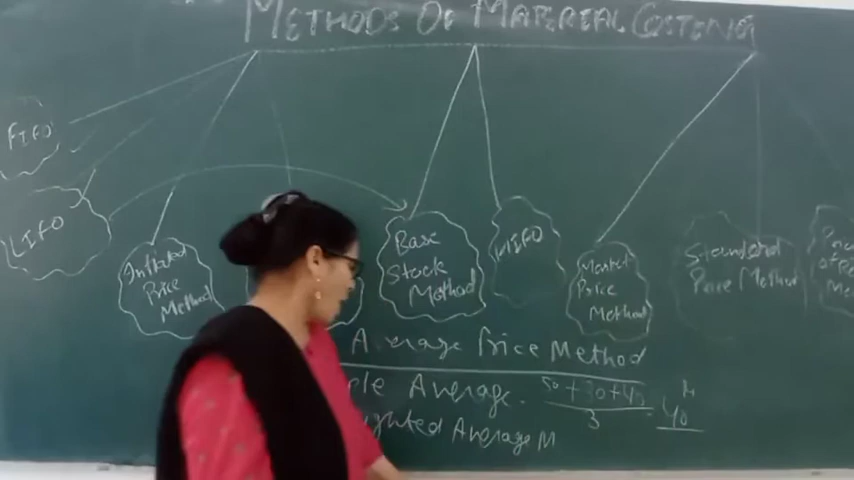 METHODS OF MATERIAL COSTENG
FIFO
LIFO
Inflated
Price
Method
Base
Stock
Method
HIFO
Market
Price
Method
Standard
Price Method
Average Price Method
ple Average.
50+30+40
3
40
ghted Average M